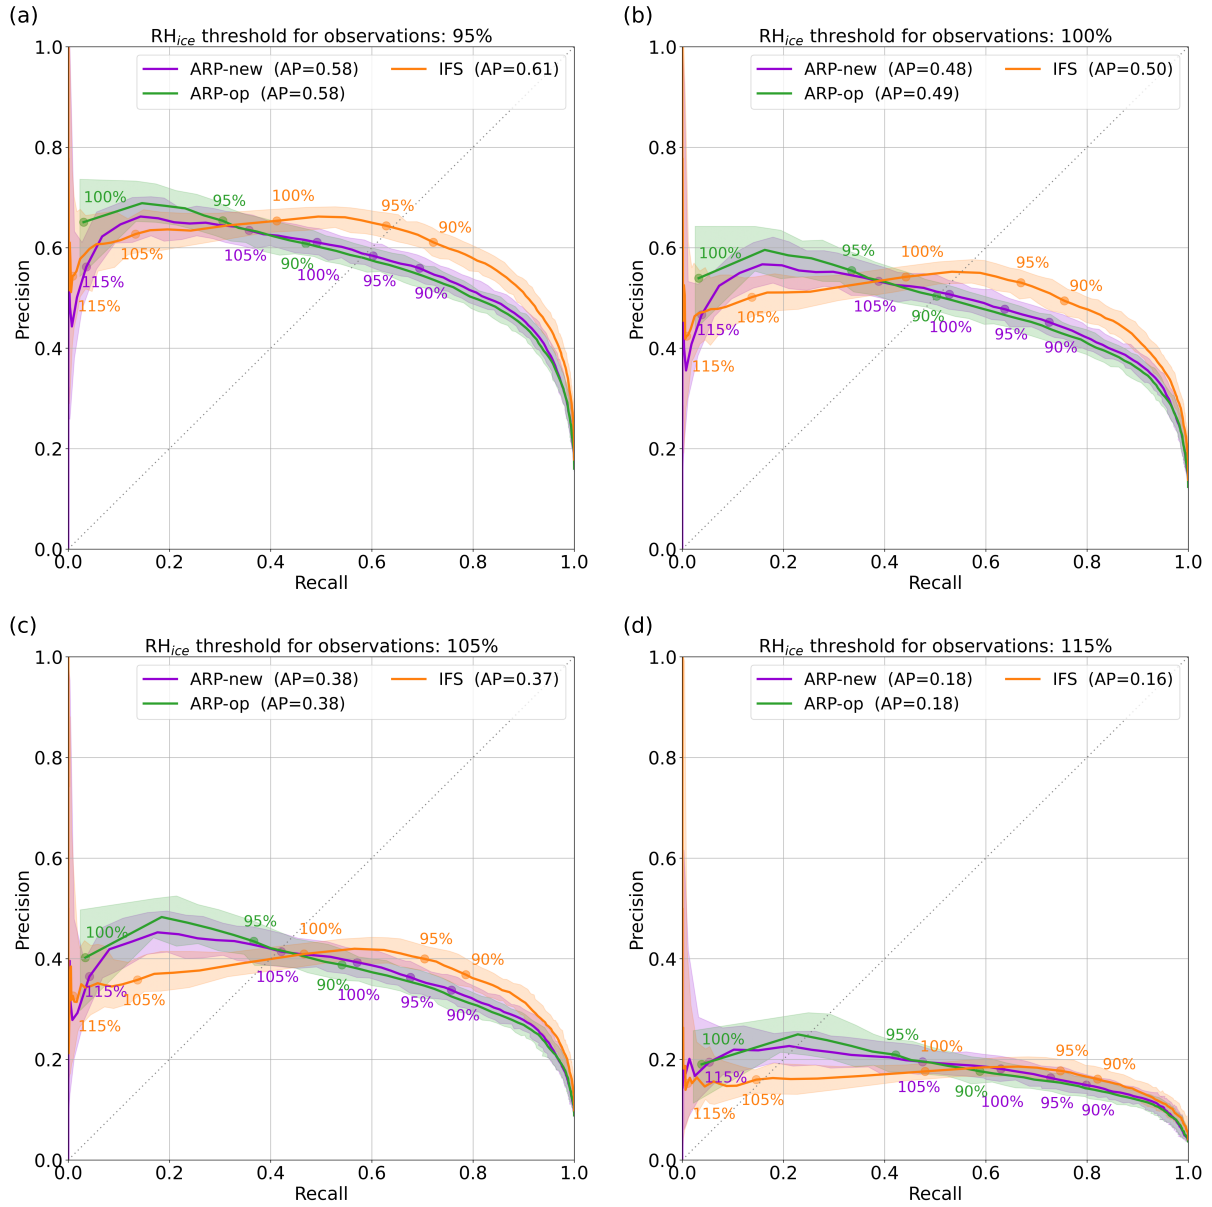 (a)
RHice threshold for observations: 95%
ARP-new (AP=0.58)
ARP-op (AP=0.58)
IFS (AP=0.61)
1.0
0.8
0.6
0.4
0.2
0.0
100%
95%
100%
95%
90%
105%
105%
90%
100%
95%
90%
115%
115%
Precision
0.0 0.2 0.4 0.6 0.8 1.0
Recall
(b)
RHice threshold for observations: 100%
ARP-new (AP=0.48)
ARP-op (AP=0.49)
IFS (AP=0.50)
1.0
0.8
0.6
0.4
0.2
0.0
100%
95%
100%
95%
90%
105%
105%
90%
100%
95%
90%
115%
115%
Precision
0.0 0.2 0.4 0.6 0.8 1.0
Recall
(c)
RHice threshold for observations: 105%
ARP-new (AP=0.38)
ARP-op (AP=0.38)
IFS (AP=0.37)
1.0
0.8
0.6
0.4
0.2
0.0
100%
95%
100%
95%
90%
105%
90%
100%
95%
90%
115%
105%
115%
Precision
0.0 0.2 0.4 0.6 0.8 1.0
Recall
(d)
RHice threshold for observations: 115%
ARP-new (AP=0.18)
ARP-op (AP=0.18)
IFS (AP=0.16)
1.0
0.8
0.6
0.4
0.2
0.0
100%
95%
100%
95%
90%
115%
105%
90%
100%
95%
90%
105%
115%
Precision
0.0 0.2 0.4 0.6 0.8 1.0
Recall